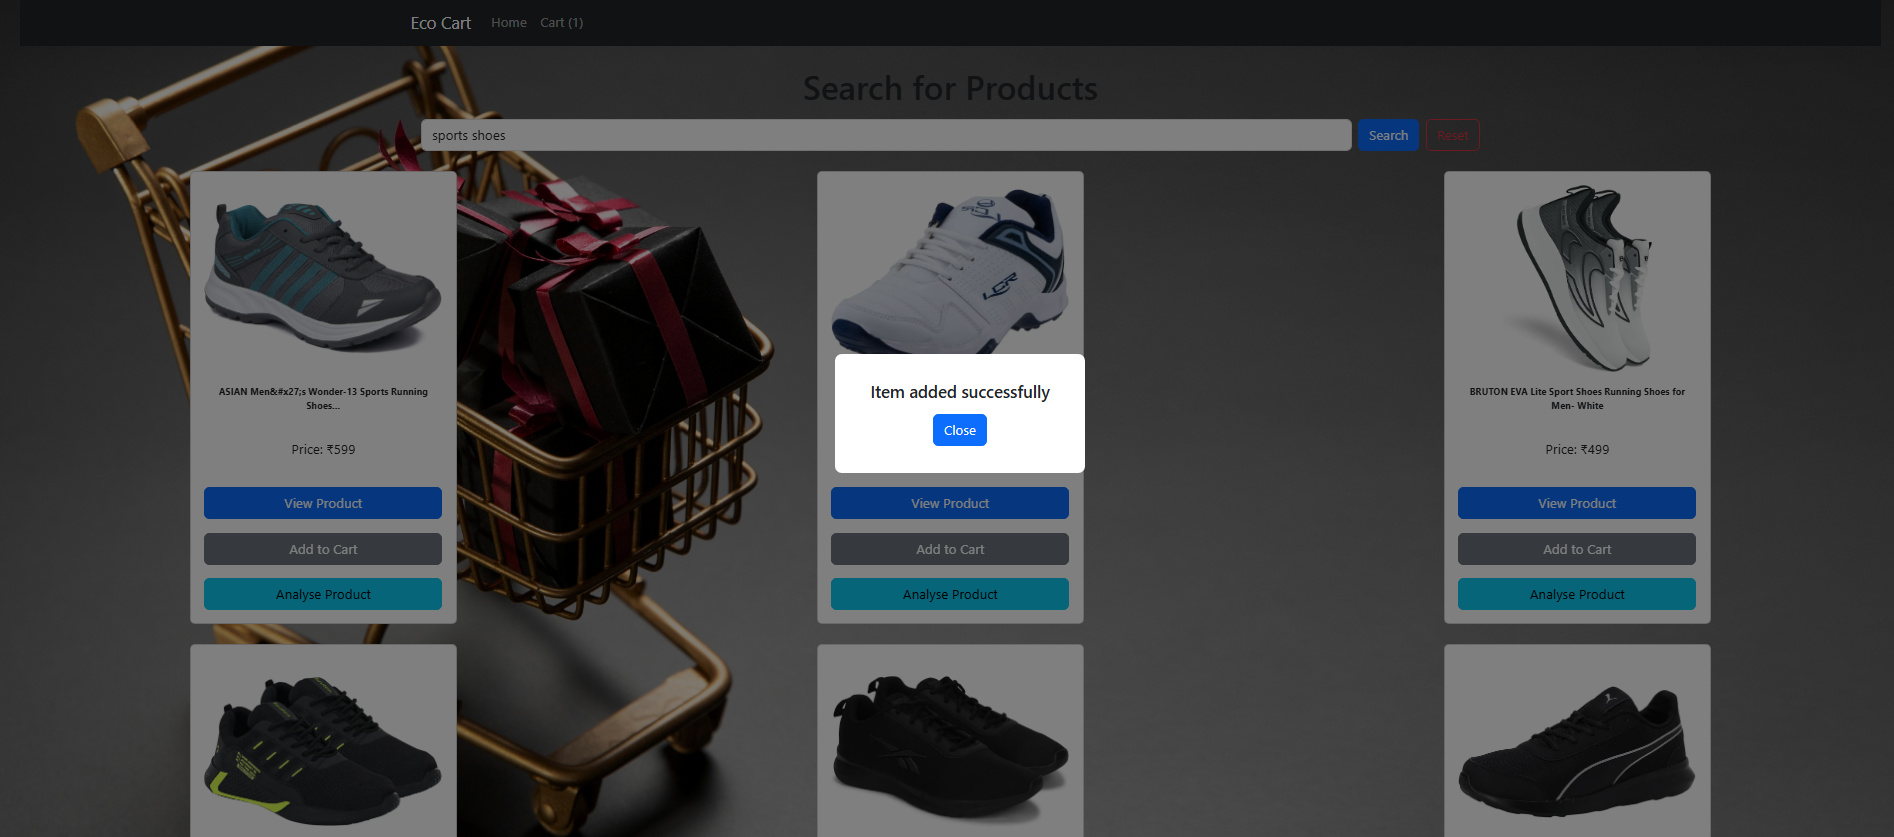 Eco Cart Home Cart (1)
Search for Products
sports shoes Search Reset
ASIAN Men&#x27;s Wonder-13 Sports Running
Shoes...
Price: ₹599
View Product
Add to Cart
Analyse Product
Item added successfully
Close
View Product
Add to Cart
Analyse Product
BRUTON EVA Lite Sport Shoes Running Shoes for
Men- White
Price: ₹499
View Product
Add to Cart
Analyse Product